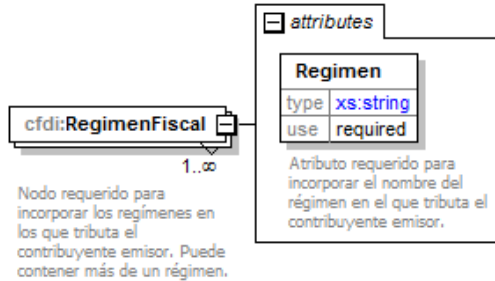 attributes
Regimen
type xs:string
use required
Atributo requerido para
incorporar el nombre del
régimen en el que tributa el
contribuyente emisor.
cfdi:RegimenFiscal
1..∞
Nodo requerido para
incorporar los regímenes en
los que tributa el
contribuyente emisor. Puede
contener más de un régimen.